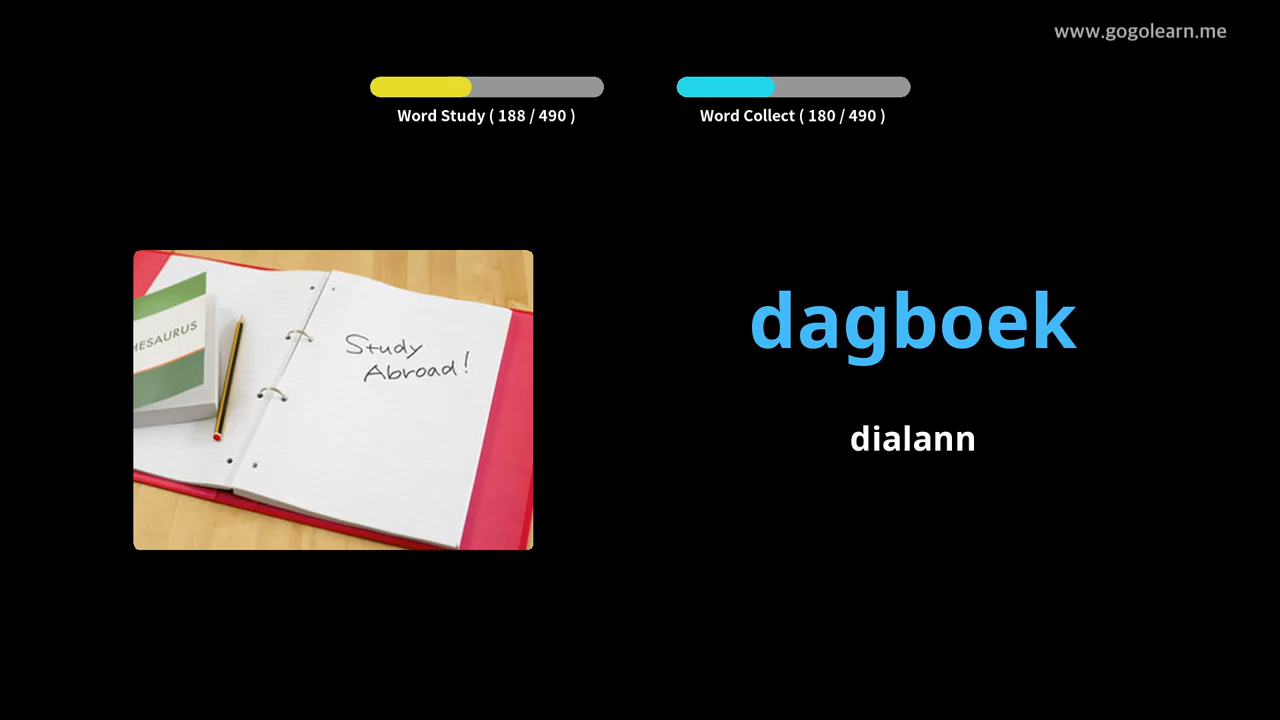 www.gogolearn.me
Word Study ( 188 / 490 )
Word Collect ( 180 / 490 )
HESAURUS
Study
Abroad!
dagboek
dialann